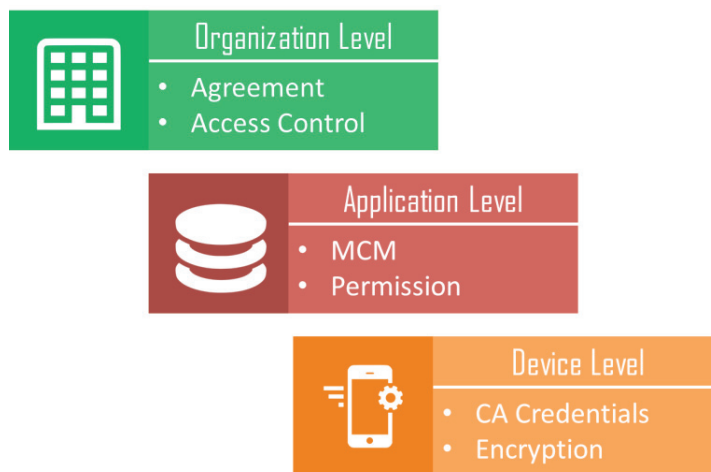 Organization Level
• Agreement
• Access Control
Application Level
• MCM
• Permission
Device Level
• CA Credentials
• Encryption